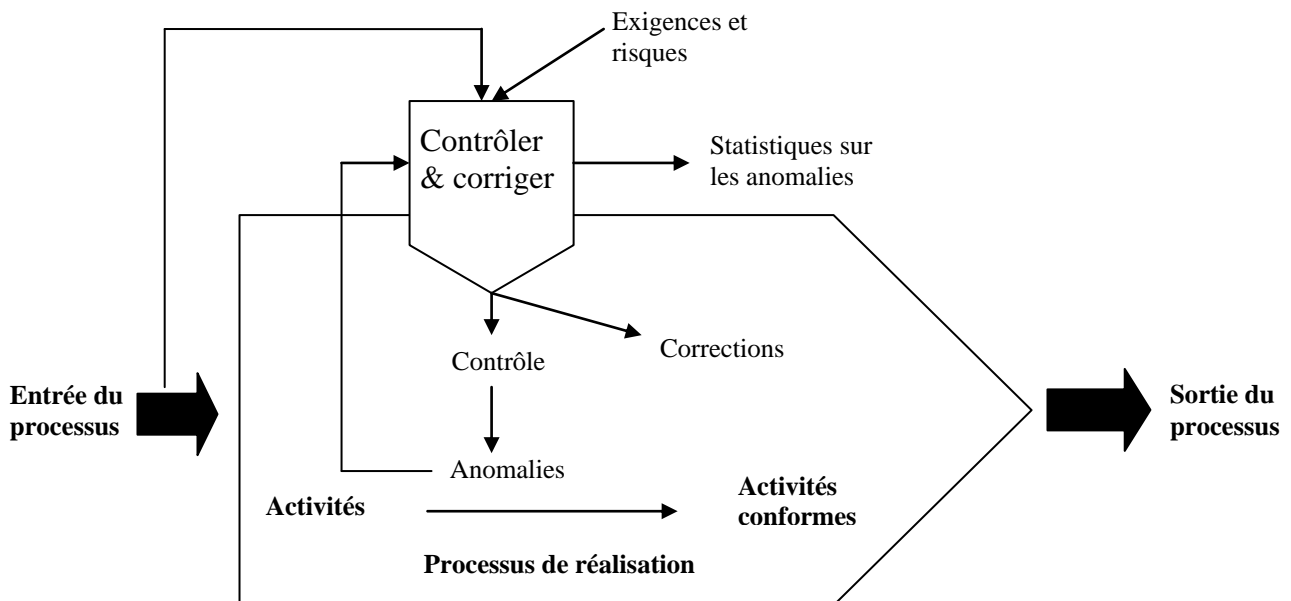 Exigences et
risques
Contrôler
& corriger
Statistiques sur
les anomalies
Contrôle
Corrections
Entrée du
processus
Sortie du
processus
Anomalies
Activités
Activités
conformes
Processus de réalisation